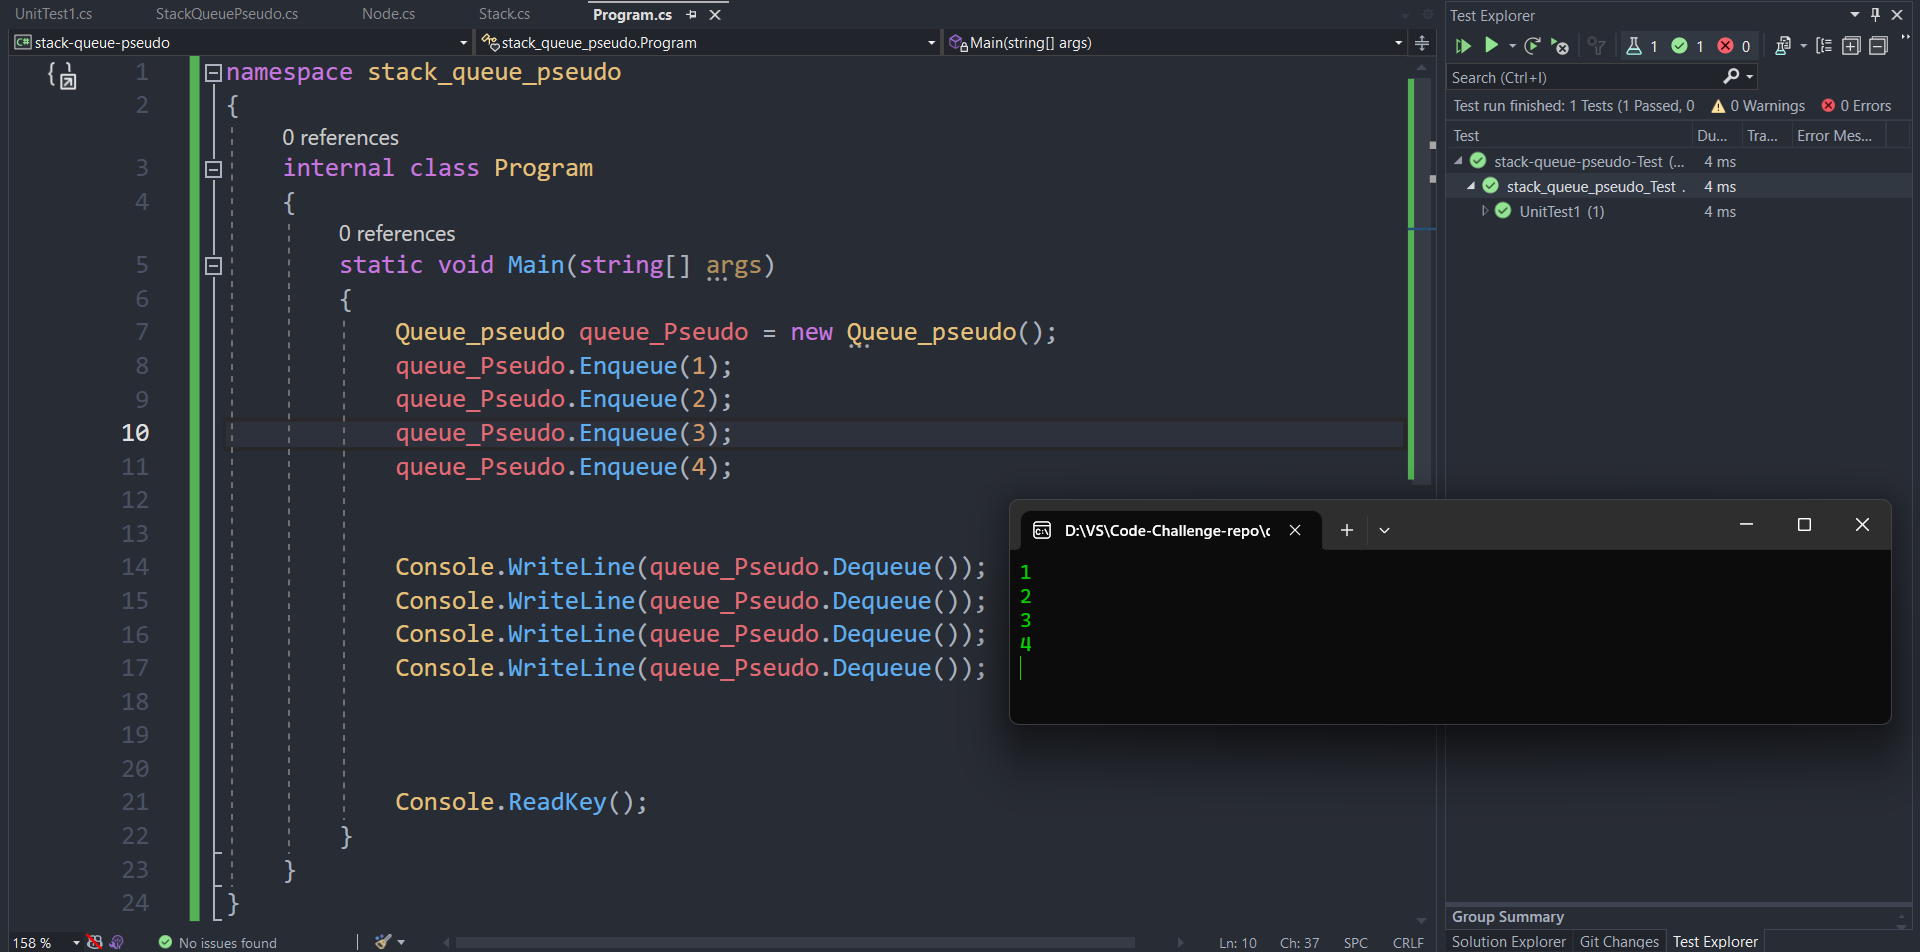 UnitTest1.cs StackQueuePseudo.cs Node.cs Stack.cs Program.cs
C# stack-queue-pseudo stack_queue_pseudo.Program Main(string[] args)
1 namespace stack_queue_pseudo
2 {
0 references
3 internal class Program
4 {
0 references
5 static void Main(string[] args)
6 {
7 Queue_pseudo queue_Pseudo = new Queue_pseudo();
8 queue_Pseudo.Enqueue(1);
9 queue_Pseudo.Enqueue(2);
10 queue_Pseudo.Enqueue(3);
11 queue_Pseudo.Enqueue(4);
12
13
14 Console.WriteLine(queue_Pseudo.Dequeue());
15 Console.WriteLine(queue_Pseudo.Dequeue());
16 Console.WriteLine(queue_Pseudo.Dequeue());
17 Console.WriteLine(queue_Pseudo.Dequeue());
18
19
20
21 Console.ReadKey();
22 }
23 }
24 }
158 % No issues found Ln: 10 Ch: 37 SPC CRLF
D:\VS\Code-Challenge-repo\c
1
2
3
4
Test Explorer
1 1 0
Search (Ctrl+I)
Test run finished: 1 Tests (1 Passed, 0 0 Warnings 0 Errors
Test Du... Tra... Error Mes...
stack-queue-pseudo-Test (... 4 ms
stack_queue_pseudo_Test . 4 ms
UnitTest1 (1) 4 ms
Group Summary
Solution Explorer Git Changes Test Explorer